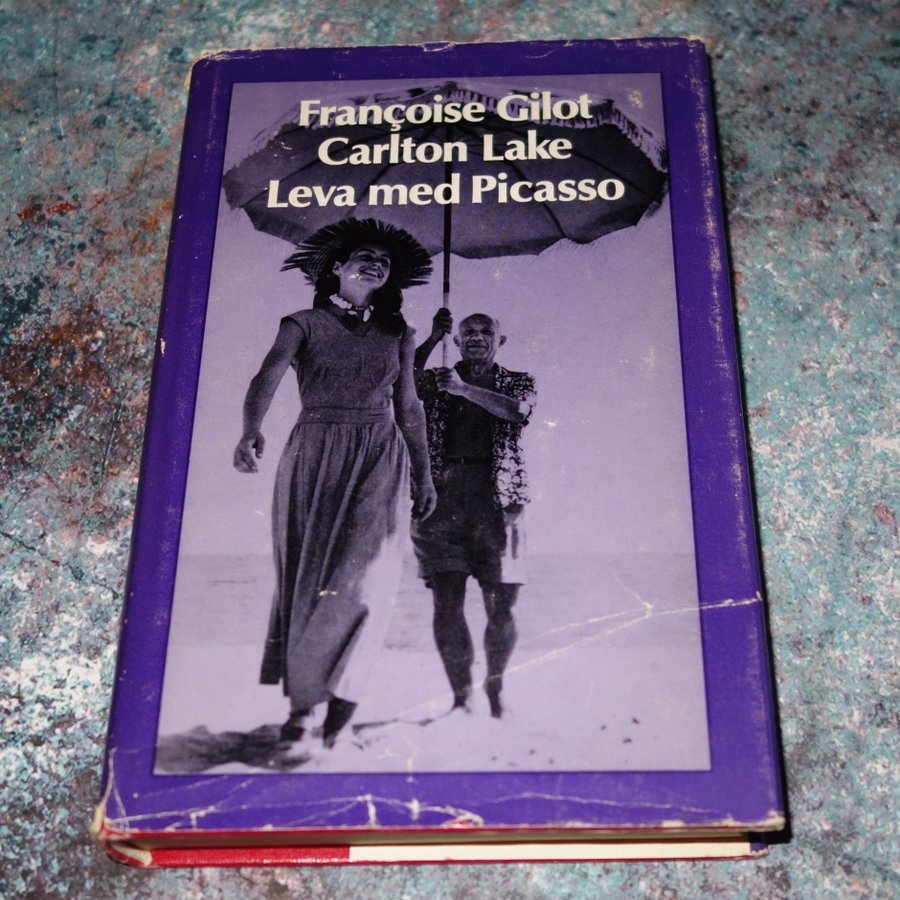 Françoise Gilot
Carlton Lake
Leva med Picasso